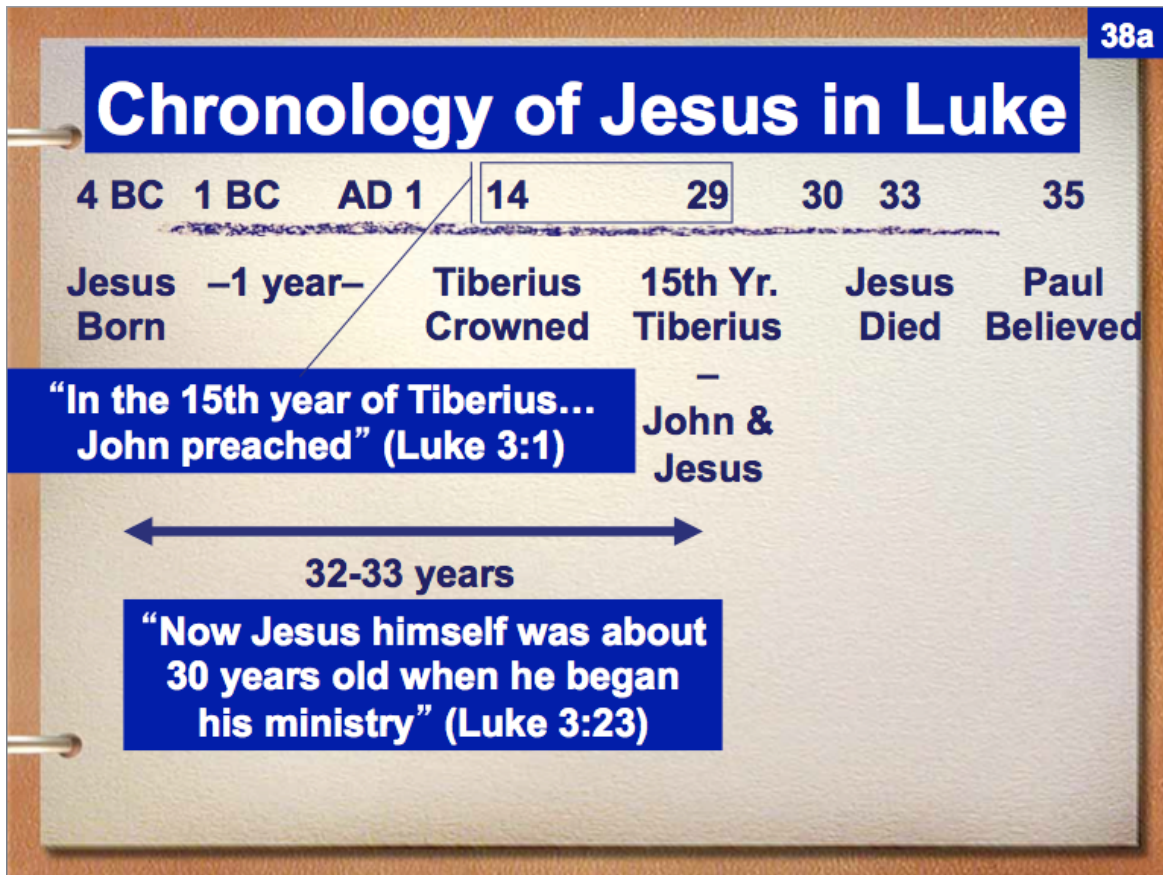 38a
Chronology of Jesus in Luke
4 BC 1 BC AD 1 14 29 30 33 35
Jesus –1 year– Tiberius 15th Yr. Jesus Paul
Born Crowned Tiberius Died Believed
–
“In the 15th year of Tiberius…
John preached” (Luke 3:1)
John &
Jesus
32-33 years
“Now Jesus himself was about
30 years old when he began
his ministry” (Luke 3:23)